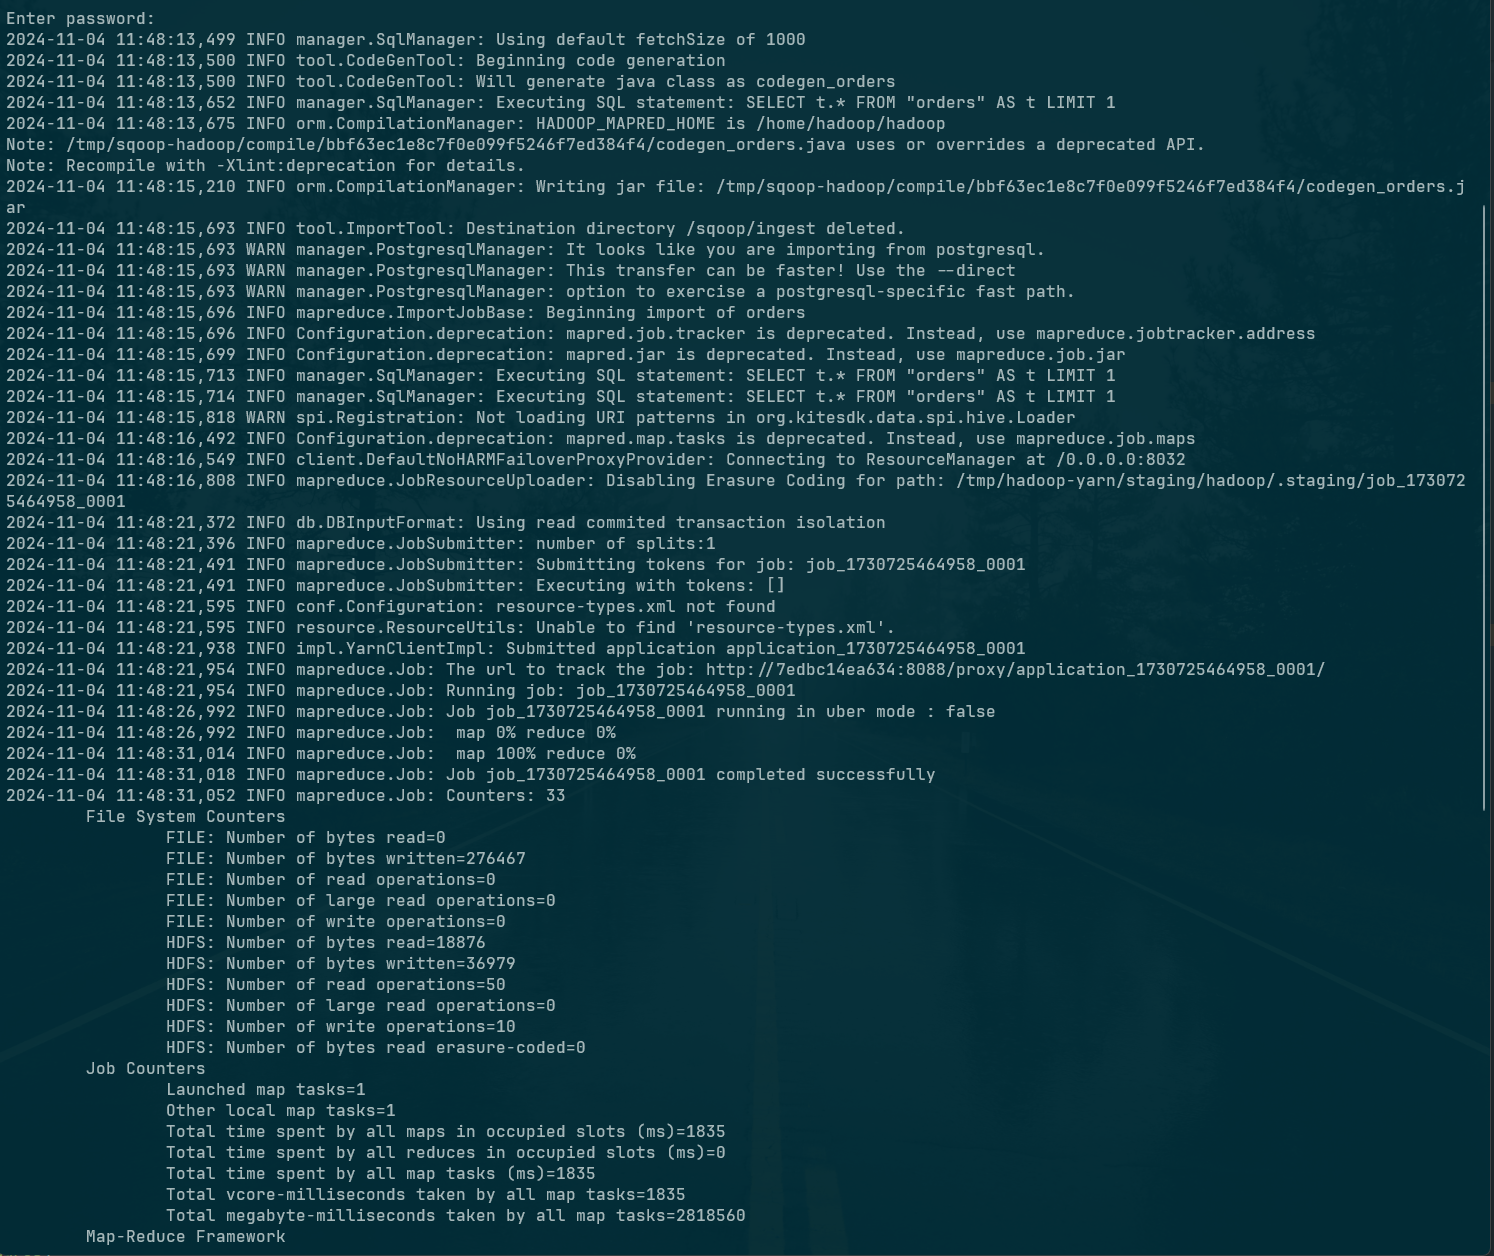 Enter password:
2024-11-04 11:48:13,499 INFO manager.SqlManager: Using default fetchSize of 1000
2024-11-04 11:48:13,500 INFO tool.CodeGenTool: Beginning code generation
2024-11-04 11:48:13,500 INFO tool.CodeGenTool: Will generate java class as codegen_orders
2024-11-04 11:48:13,652 INFO manager.SqlManager: Executing SQL statement: SELECT t.* FROM "orders" AS t LIMIT 1
2024-11-04 11:48:13,675 INFO orm.CompilationManager: HADOOP_MAPRED_HOME is /home/hadoop/hadoop
Note: /tmp/sqoop-hadoop/compile/bbf63ec1e8c7f0e099f5246f7ed384f4/codegen_orders.java uses or overrides a deprecated API.
Note: Recompile with -Xlint:deprecation for details.
2024-11-04 11:48:15,210 INFO orm.CompilationManager: Writing jar file: /tmp/sqoop-hadoop/compile/bbf63ec1e8c7f0e099f5246f7ed384f4/codegen_orders.j
ar
2024-11-04 11:48:15,693 INFO tool.ImportTool: Destination directory /sqoop/ingest deleted.
2024-11-04 11:48:15,693 WARN manager.PostgresqlManager: It looks like you are importing from postgresql.
2024-11-04 11:48:15,693 WARN manager.PostgresqlManager: This transfer can be faster! Use the --direct
2024-11-04 11:48:15,693 WARN manager.PostgresqlManager: option to exercise a postgresql-specific fast path.
2024-11-04 11:48:15,696 INFO mapreduce.ImportJobBase: Beginning import of orders
2024-11-04 11:48:15,696 INFO Configuration.deprecation: mapred.job.tracker is deprecated. Instead, use mapreduce.jobtracker.address
2024-11-04 11:48:15,699 INFO Configuration.deprecation: mapred.jar is deprecated. Instead, use mapreduce.job.jar
2024-11-04 11:48:15,713 INFO manager.SqlManager: Executing SQL statement: SELECT t.* FROM "orders" AS t LIMIT 1
2024-11-04 11:48:15,714 INFO manager.SqlManager: Executing SQL statement: SELECT t.* FROM "orders" AS t LIMIT 1
2024-11-04 11:48:15,818 WARN spi.Registration: Not loading URI patterns in org.kitesdk.data.spi.hive.Loader
2024-11-04 11:48:16,492 INFO Configuration.deprecation: mapred.map.tasks is deprecated. Instead, use mapreduce.job.maps
2024-11-04 11:48:16,549 INFO client.DefaultNoHARMFailoverProxyProvider: Connecting to ResourceManager at /0.0.0.0:8032
2024-11-04 11:48:16,808 INFO mapreduce.JobResourceUploader: Disabling Erasure Coding for path: /tmp/hadoop-yarn/staging/hadoop/.staging/job_173072
5464958_0001
2024-11-04 11:48:21,372 INFO db.DBInputFormat: Using read commited transaction isolation
2024-11-04 11:48:21,396 INFO mapreduce.JobSubmitter: number of splits:1
2024-11-04 11:48:21,491 INFO mapreduce.JobSubmitter: Submitting tokens for job: job_1730725464958_0001
2024-11-04 11:48:21,491 INFO mapreduce.JobSubmitter: Executing with tokens: []
2024-11-04 11:48:21,595 INFO conf.Configuration: resource-types.xml not found
2024-11-04 11:48:21,595 INFO resource.ResourceUtils: Unable to find 'resource-types.xml'.
2024-11-04 11:48:21,938 INFO impl.YarnClientImpl: Submitted application application_1730725464958_0001
2024-11-04 11:48:21,954 INFO mapreduce.Job: The url to track the job: http://7edbc14ea634:8088/proxy/application_1730725464958_0001/
2024-11-04 11:48:21,954 INFO mapreduce.Job: Running job: job_1730725464958_0001
2024-11-04 11:48:26,992 INFO mapreduce.Job: Job job_1730725464958_0001 running in uber mode : false
2024-11-04 11:48:26,992 INFO mapreduce.Job:  map 0% reduce 0%
2024-11-04 11:48:31,014 INFO mapreduce.Job:  map 100% reduce 0%
2024-11-04 11:48:31,018 INFO mapreduce.Job: Job job_1730725464958_0001 completed successfully
2024-11-04 11:48:31,052 INFO mapreduce.Job: Counters: 33
File System Counters
FILE: Number of bytes read=0
FILE: Number of bytes written=276467
FILE: Number of read operations=0
FILE: Number of large read operations=0
FILE: Number of write operations=0
HDFS: Number of bytes read=18876
HDFS: Number of bytes written=36979
HDFS: Number of read operations=50
HDFS: Number of large read operations=0
HDFS: Number of write operations=10
HDFS: Number of bytes read erasure-coded=0
Job Counters
Launched map tasks=1
Other local map tasks=1
Total time spent by all maps in occupied slots (ms)=1835
Total time spent by all reduces in occupied slots (ms)=0
Total time spent by all map tasks (ms)=1835
Total vcore-milliseconds taken by all map tasks=1835
Total megabyte-milliseconds taken by all map tasks=2818560
Map-Reduce Framework